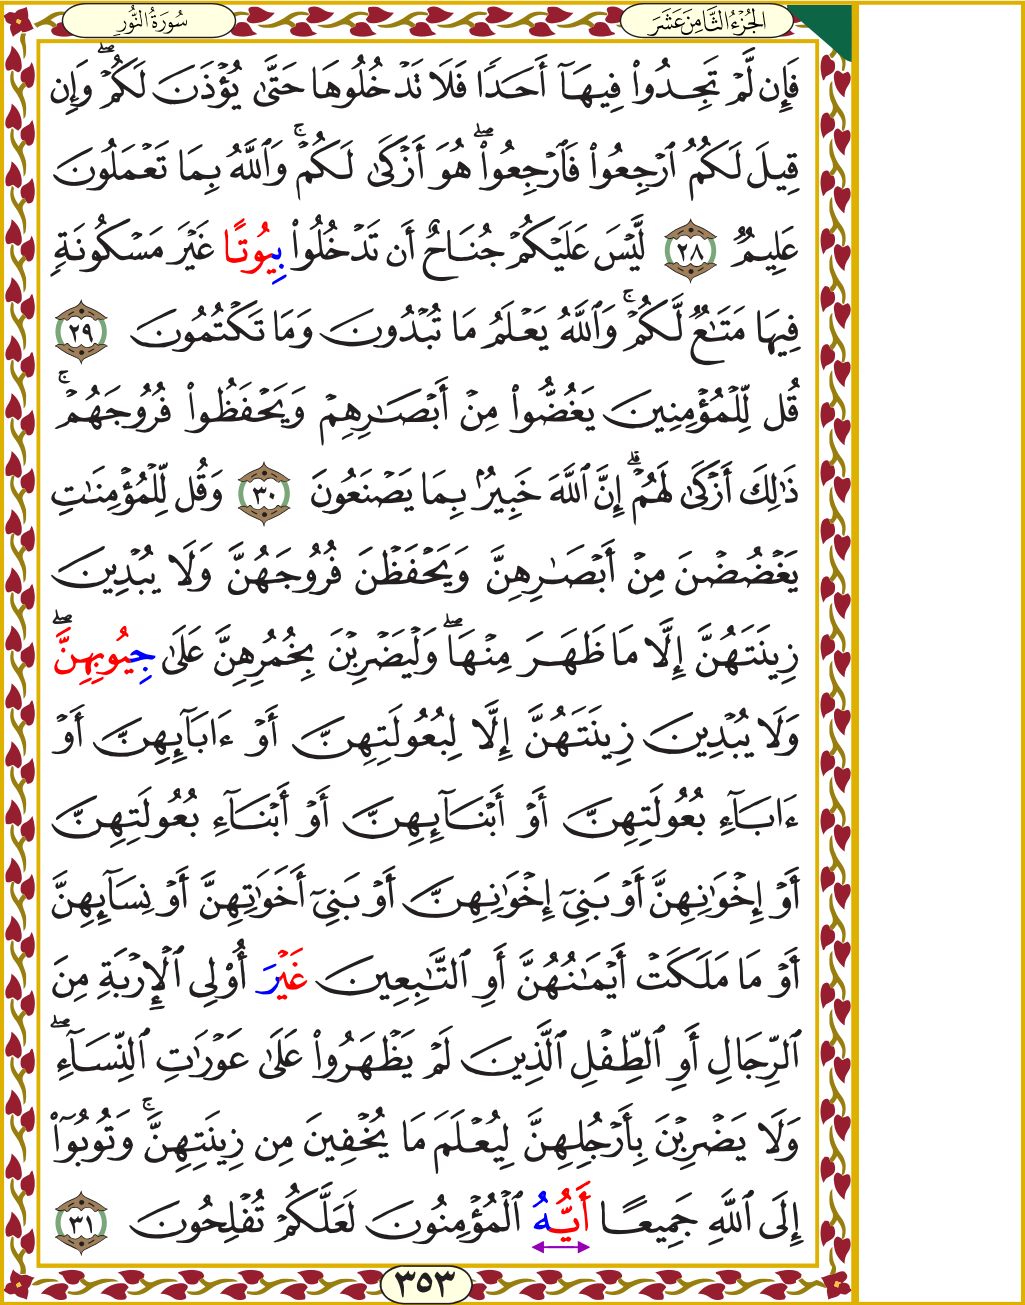 الجُزْءُ الثَّامِنَ عَشَرَ
سُورَةُ النُّور
فَإِن لَّمۡ تَجِدُواْ فِيهَآ أَحَدٗا فَلَا تَدۡخُلُوهَا حَتَّىٰ يُؤۡذَنَ لَكُمۡۖ وَإِن
قِيلَ لَكُمُ ٱرۡجِعُواْ فَٱرۡجِعُواْۖ هُوَ أَزۡكَىٰ لَكُمۡۚ وَٱللَّهُ بِمَا تَعۡمَلُونَ
عَلِيمٞ ٢٨ لَّيۡسَ عَلَيۡكُمۡ جُنَاحٌ أَن تَدۡخُلُواْ بِيُوتًا غَيۡرَ مَسۡكُونَةٖ
فِيهَا مَتَٰعٞ لَّكُمۡۚ وَٱللَّهُ يَعۡلَمُ مَا تُبۡدُونَ وَمَا تَكۡتُمُونَ ٢٩
قُل لِّلۡمُؤۡمِنِينَ يَغُضُّواْ مِنۡ أَبۡصَٰرِهِمۡ وَيَحۡفَظُواْ فُرُوجَهُمۡۚ
ذَٰلِكَ أَزۡكَىٰ لَهُمۡۗ إِنَّ ٱللَّهَ خَبِيرُۢ بِمَا يَصۡنَعُونَ ٣٠ وَقُل لِّلۡمُؤۡمِنَٰتِ
يَغۡضُضۡنَ مِنۡ أَبۡصَٰرِهِنَّ وَيَحۡفَظۡنَ فُرُوجَهُنَّ وَلَا يُبۡدِينَ
زِينَتَهُنَّ إِلَّا مَا ظَهَرَ مِنۡهَاۖ وَلۡيَضۡرِبۡنَ بِخُمُرِهِنَّ عَلَىٰ جِيُوبِهِنَّۖ
وَلَا يُبۡدِينَ زِينَتَهُنَّ إِلَّا لِبُعُولَتِهِنَّ أَوۡ ءَابَآئِهِنَّ أَوۡ
ءَابَآءِ بُعُولَتِهِنَّ أَوۡ أَبۡنَآئِهِنَّ أَوۡ أَبۡنَآءِ بُعُولَتِهِنَّ
أَوۡ إِخۡوَٰنِهِنَّ أَوۡ بَنِيٓ إِخۡوَٰنِهِنَّ أَوۡ بَنِيٓ أَخَوَٰتِهِنَّ أَوۡ نِسَآئِهِنَّ
أَوۡ مَا مَلَكَتۡ أَيۡمَٰنُهُنَّ أَوِ ٱلتَّٰبِعِينَ غَيۡرَ أُوْلِي ٱلۡإِرۡبَةِ مِنَ
ٱلرِّجَالِ أَوِ ٱلطِّفۡلِ ٱلَّذِينَ لَمۡ يَظۡهَرُواْ عَلَىٰ عَوۡرَٰتِ ٱلنِّسَآءِۖ
وَلَا يَضۡرِبۡنَ بِأَرۡجُلِهِنَّ لِيُعۡلَمَ مَا يُخۡفِينَ مِن زِينَتِهِنَّۚ وَتُوبُوٓاْ
إِلَى ٱللَّهِ جَمِيعًا أَيُّهُ ٱلۡمُؤۡمِنُونَ لَعَلَّكُمۡ تُفۡلِحُونَ ٣١
٣٥٣